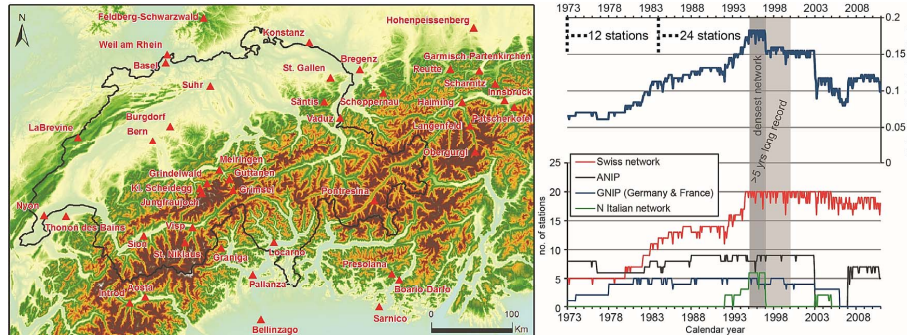 N
Feldberg-Schwarzwald
Hohenpeissenberg
Konstanz
Weil am Rhein
Basel
Bregenz
Garmisch Partenkirchen
Reutte
St. Gallen
Scharnitz
Suhr
Innsbruck
Säntis
Schoppernau
Haiming
Patscherkofel
Vaduz
Burgdorf
Längenfeld
LaBrevine
Bern
Obergurgl
Meiringen
Grindelwald
Guttanen
Kl. Scheidegg
Grimsel
Jungfraujoch
Pontresina
Nyon
Thonon des Bains
Visp
Sion
St. Niklaus
Locarno
Graniga
Presolana
Pallanza
Boario Darfo
Aosta
Introd
Sarnico
Bellinzago
0
100
Km
1973
1978
1983
1988
1993
1998
2003
2008
0.2
12 stations
24 stations
0.15
0.1
0.05
0
densest network
>5 yrs long record
25
20
15
10
5
0
no. of stations
Swiss network
ANIP
GNIP (Germany & France)
N Italian network
1973
1978
1983
1988
1993
1998
2003
2008
Calendar year